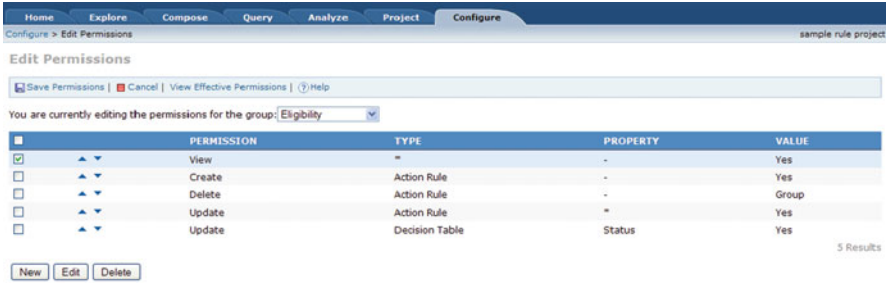 Home Explore Compose Query Analyze Project Configure
Configure > Edit Permissions sample rule project
Edit Permissions
Save Permissions | Cancel | View Effective Permissions | ? Help
You are currently editing the permissions for the group: Eligibility
PERMISSION TYPE PROPERTY VALUE
View * - Yes
Create Action Rule - Yes
Delete Action Rule - Group
Update Action Rule * Yes
Update Decision Table Status Yes
5 Results
New Edit Delete